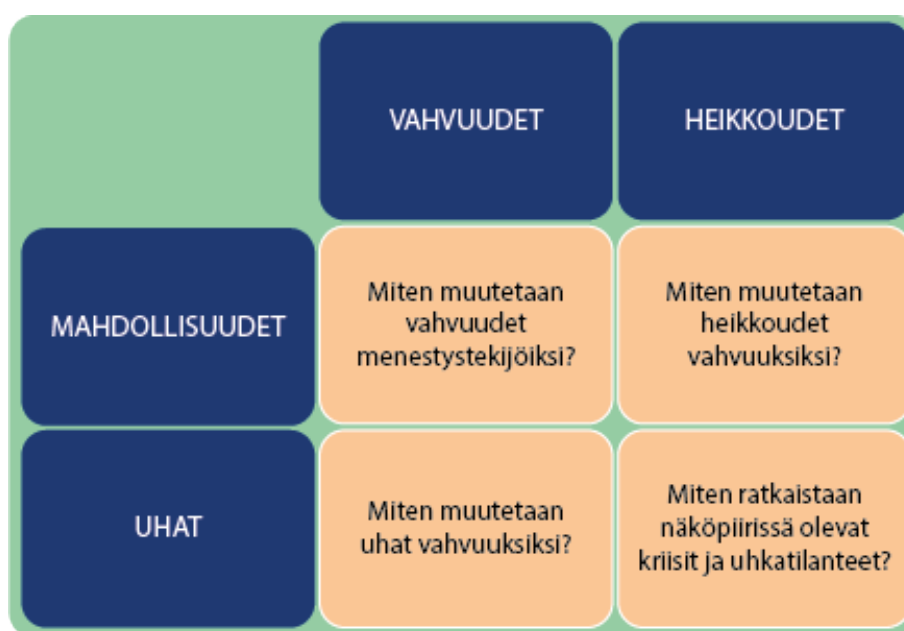 VAHVUUDET
HEIKKOUDET
MAHDOLLISUUDET
Miten muutetaan
vahvuudet
menestystekijöiksi?
Miten muutetaan
heikkoudet
vahvuuksiksi?
UHAT
Miten muutetaan
uhat vahvuuksiksi?
Miten ratkaistaan
näköpiirissä olevat
kriisit ja uhkatilanteet?